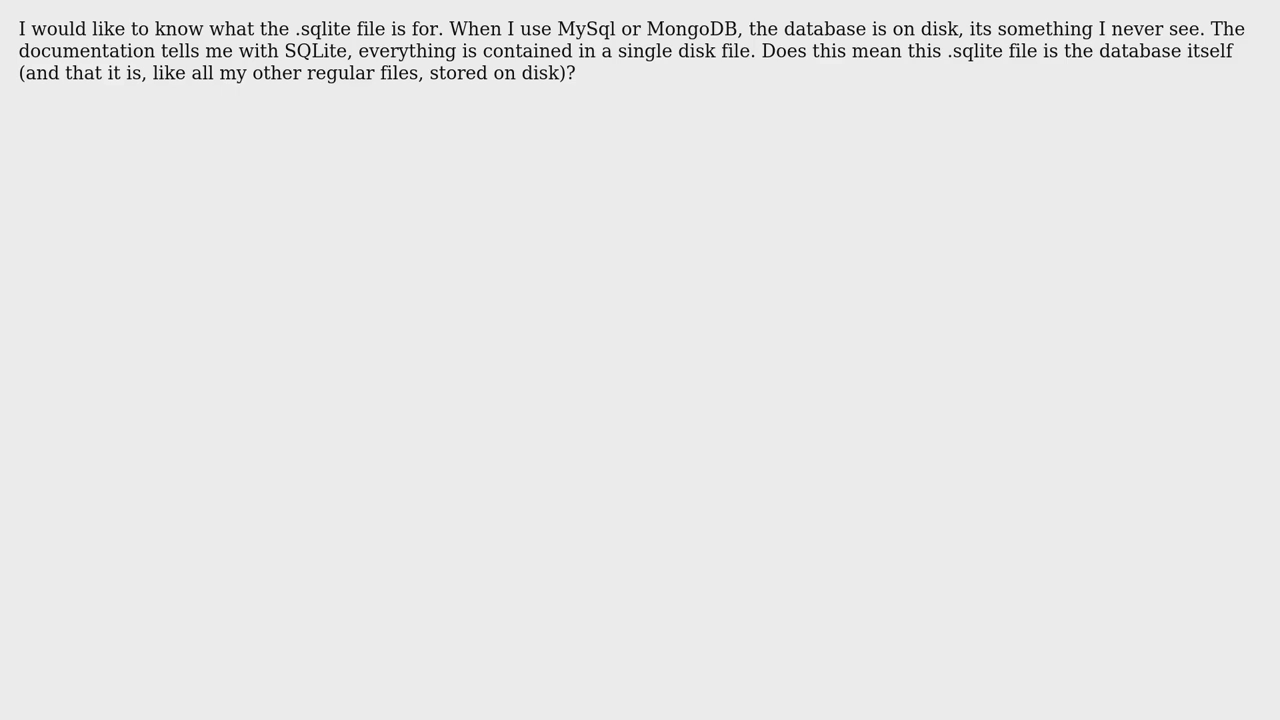 I would like to know what the .sqlite file is for. When I use MySql or MongoDB, the database is on disk, its something I never see. The
documentation tells me with SQLite, everything is contained in a single disk file. Does this mean this .sqlite file is the database itself
(and that it is, like all my other regular files, stored on disk)?